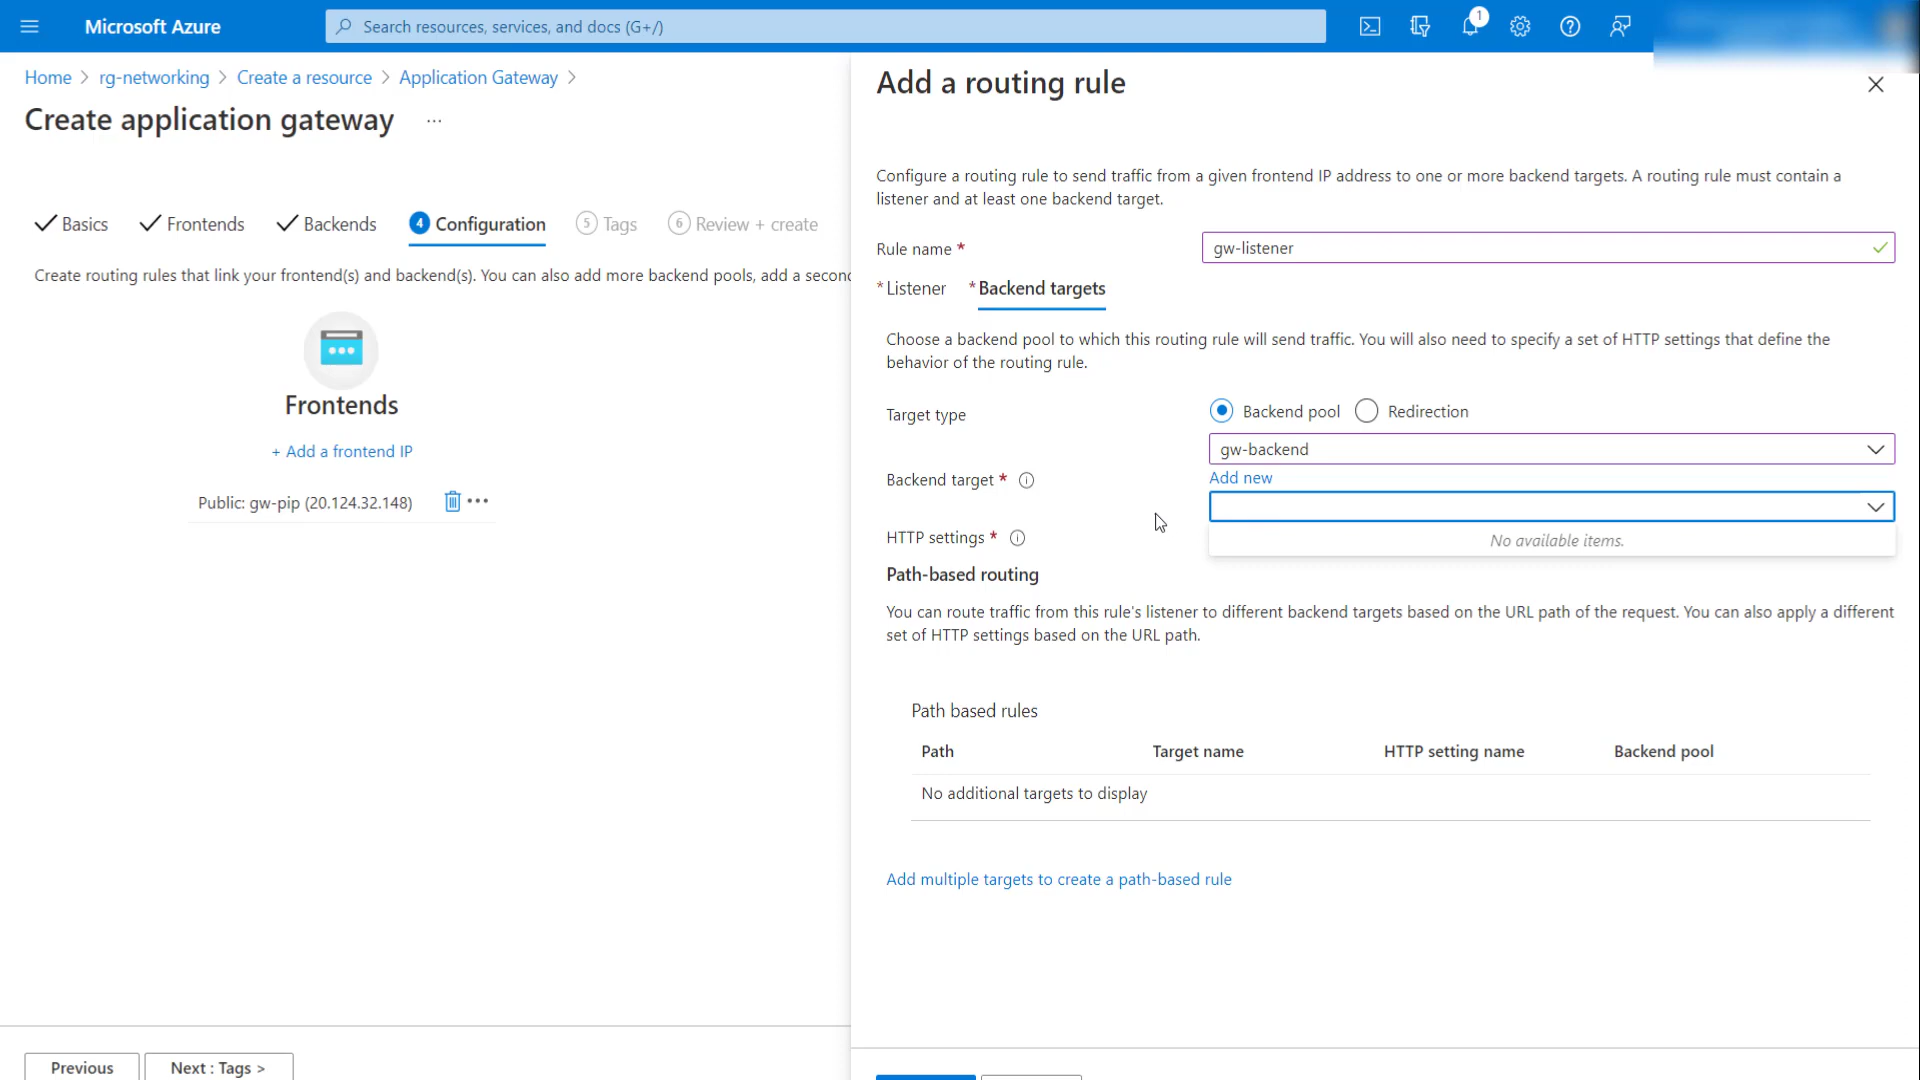 Microsoft Azure
Search resources, services, and docs (G+/)
1
Home > rg-networking > Create a resource > Application Gateway >
Create application gateway ...
Basics
Frontends
Backends
4 Configuration
5 Tags
6 Review + create
Create routing rules that link your frontend(s) and backend(s). You can also add more backend pools, add a secon
Frontends
+ Add a frontend IP
Public: gw-pip (20.124.32.148)
Previous
Next : Tags >
Add a routing rule
Configure a routing rule to send traffic from a given frontend IP address to one or more backend targets. A routing rule must contain a
listener and at least one backend target.
Rule name *
gw-listener
* Listener
* Backend targets
Choose a backend pool to which this routing rule will send traffic. You will also need to specify a set of HTTP settings that define the
behavior of the routing rule.
Target type
Backend pool
Redirection
gw-backend
Backend target *
Add new
HTTP settings *
No available items.
Path-based routing
You can route traffic from this rule's listener to different backend targets based on the URL path of the request. You can also apply a different
set of HTTP settings based on the URL path.
Path based rules
Path
Target name
HTTP setting name
Backend pool
No additional targets to display
Add multiple targets to create a path-based rule